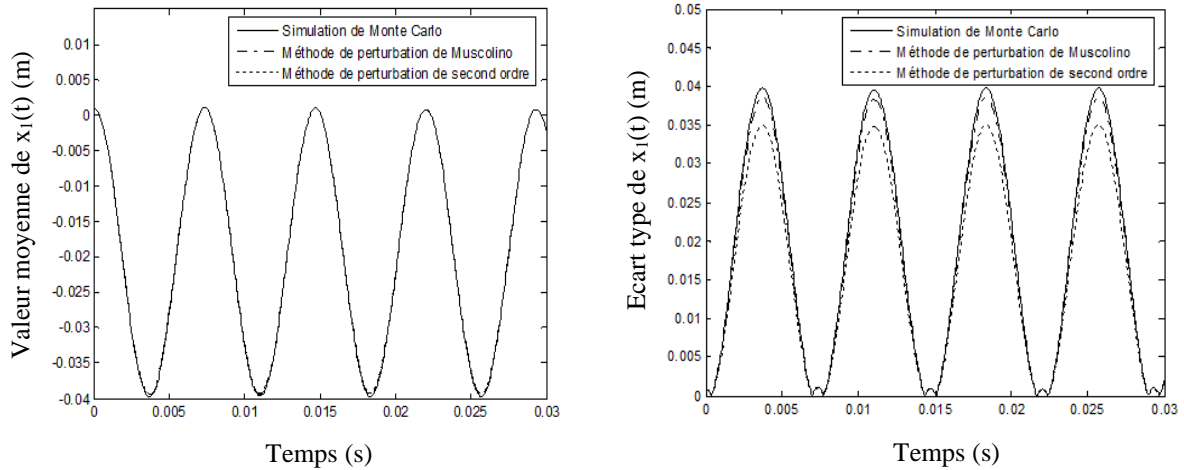 Valeur moyenne de x1(t) (m)
0.01
0.005
0
-0.005
-0.01
-0.015
-0.02
-0.025
-0.03
-0.035
-0.04
Simulation de Monte Carlo
Méthode de perturbation de Muscolino
Méthode de perturbation de second ordre
0 0.005 0.01 0.015 0.02 0.025 0.03
Temps (s)
Ecart type de x1(t) (m)
0.05
0.045
0.04
0.035
0.03
0.025
0.02
0.015
0.01
0.005
0
Simulation de Monte Carlo
Méthode de perturbation de Muscolino
Méthode de perturbation de second ordre
0 0.005 0.01 0.015 0.02 0.025 0.03
Temps (s)